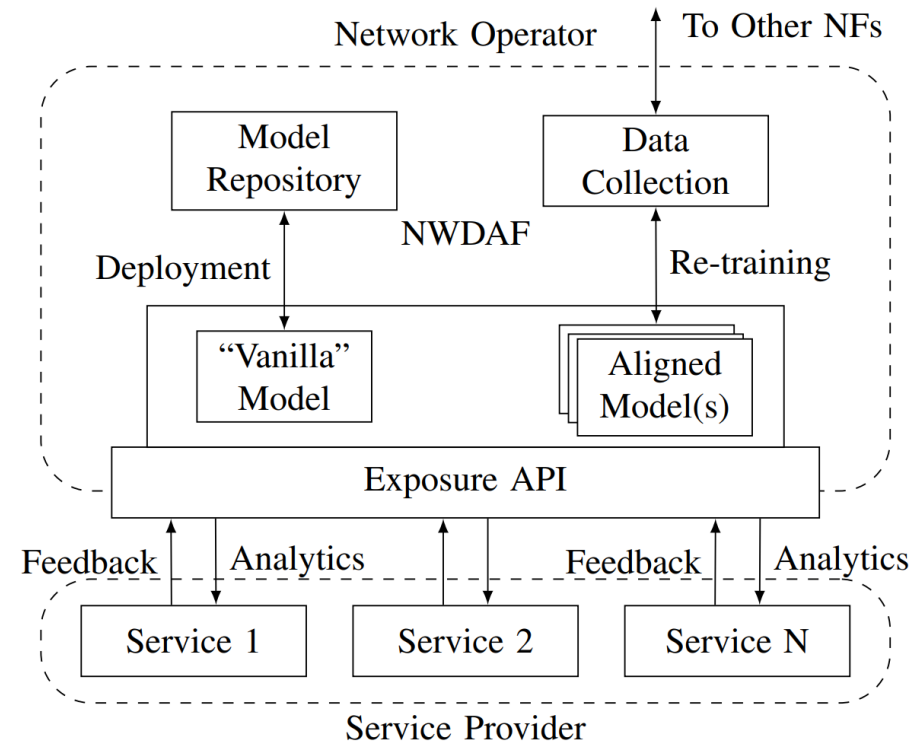 Network Operator
To Other NFs
Model
Repository
Data
Collection
NWDAF
Deployment
Re-training
“Vanilla”
Model
Aligned
Model(s)
Exposure API
Feedback
Analytics
Feedback
Analytics
Service 1
Service 2
Service N
Service Provider